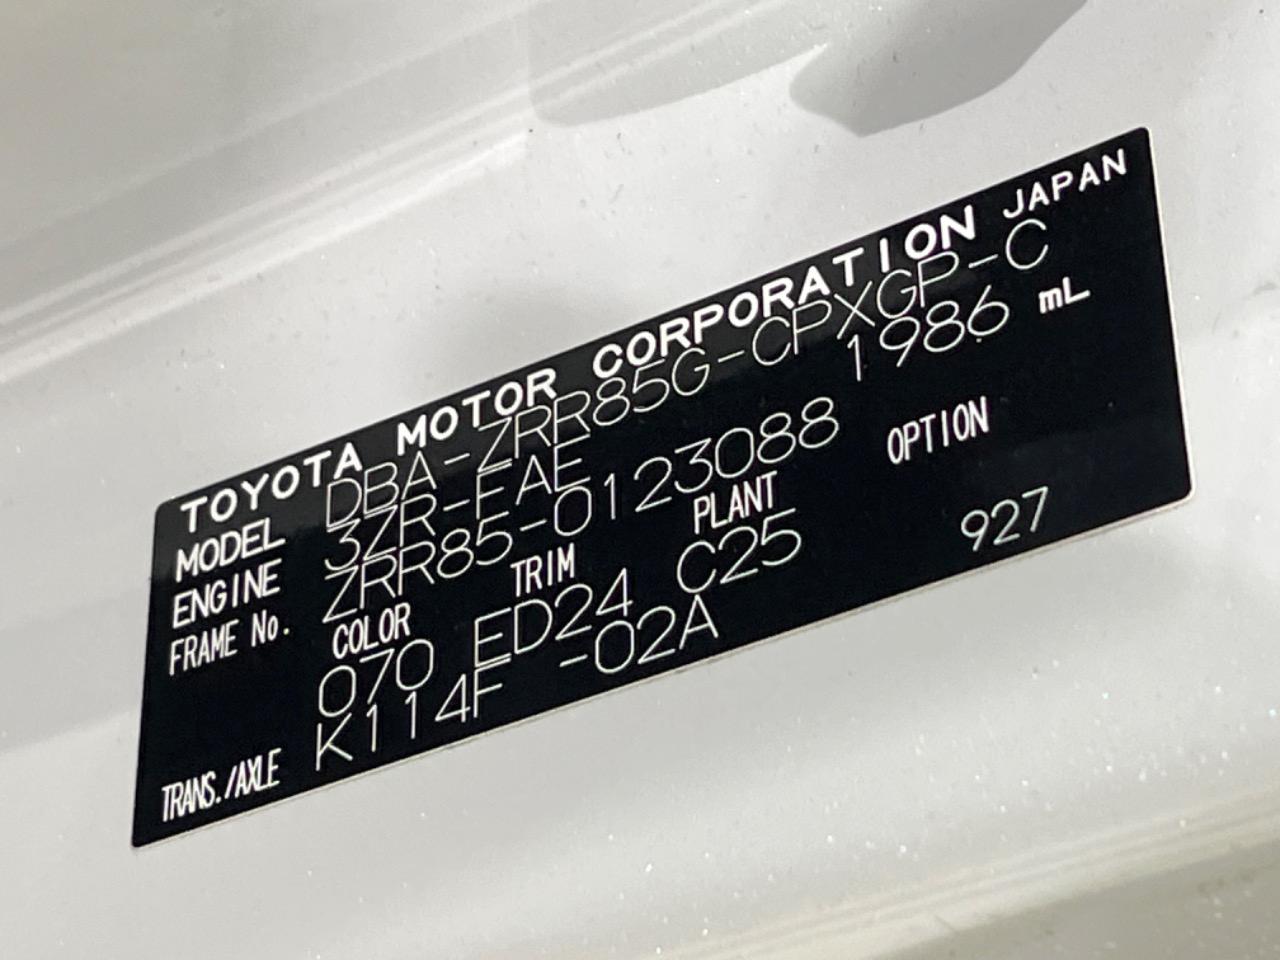 TOYOTA MOTOR CORPORATION JAPAN
MODEL DBA-ZRR85G-CPXGP-C
ENGINE 3ZR-FAE 1986 mL
FRAME No. ZRR85-0123088
COLOR TRIM PLANT OPTION
070 ED24 C25 927
TRANS./AXLE K114F -02A